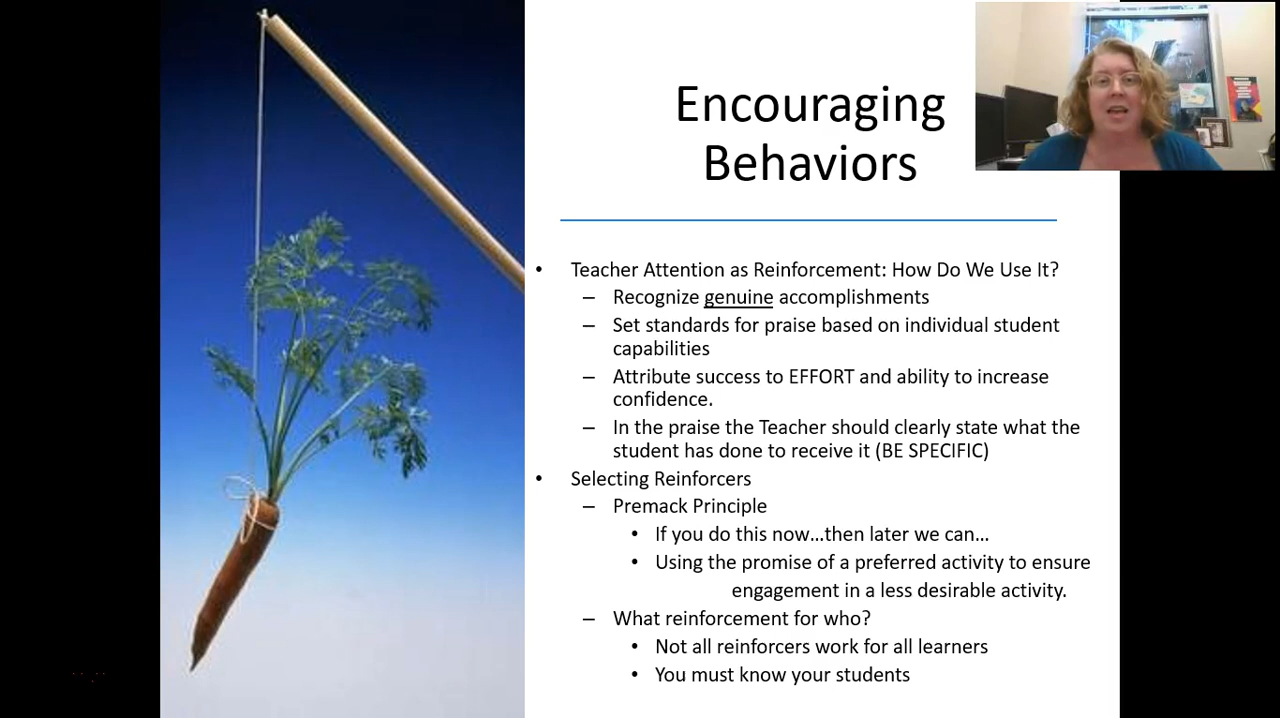 Encouraging
Behaviors
• Teacher Attention as Reinforcement: How Do We Use It?
– Recognize genuine accomplishments
– Set standards for praise based on individual student
capabilities
– Attribute success to EFFORT and ability to increase
confidence.
– In the praise the Teacher should clearly state what the
student has done to receive it (BE SPECIFIC)
• Selecting Reinforcers
– Premack Principle
• If you do this now...then later we can...
• Using the promise of a preferred activity to ensure
engagement in a less desirable activity.
– What reinforcement for who?
• Not all reinforcers work for all learners
• You must know your students